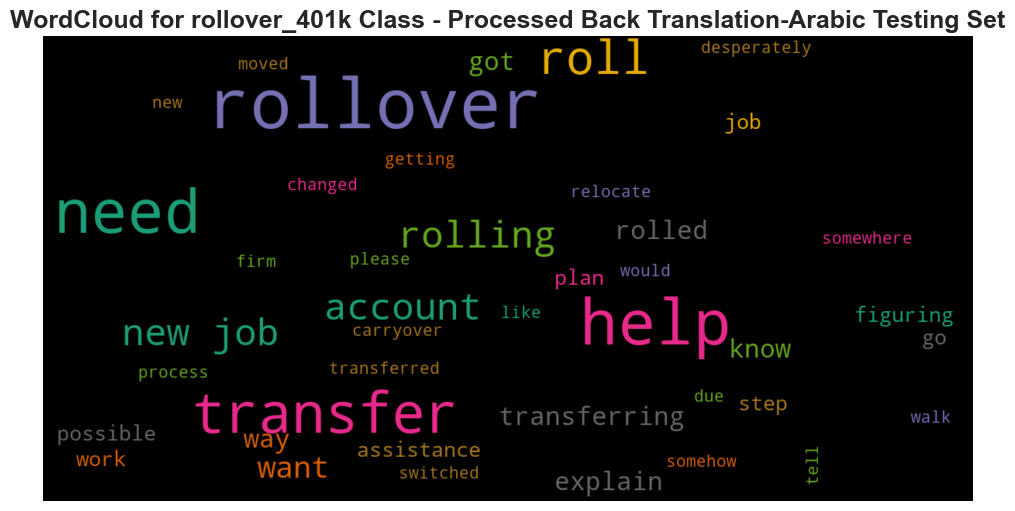 WordCloud for rollover_401k Class - Processed Back Translation-Arabic Testing Set
moved
got
roll
desperately
new
rollover
job
getting
changed
relocate
need
rolling
rolled
somewhere
firm
please
plan
would
account
like
help
figuring
new job
carryover
know
go
process
transferred
transfer
transferring
due
step
walk
possible
way
work
want
assistance
switched
somehow
explain
tell